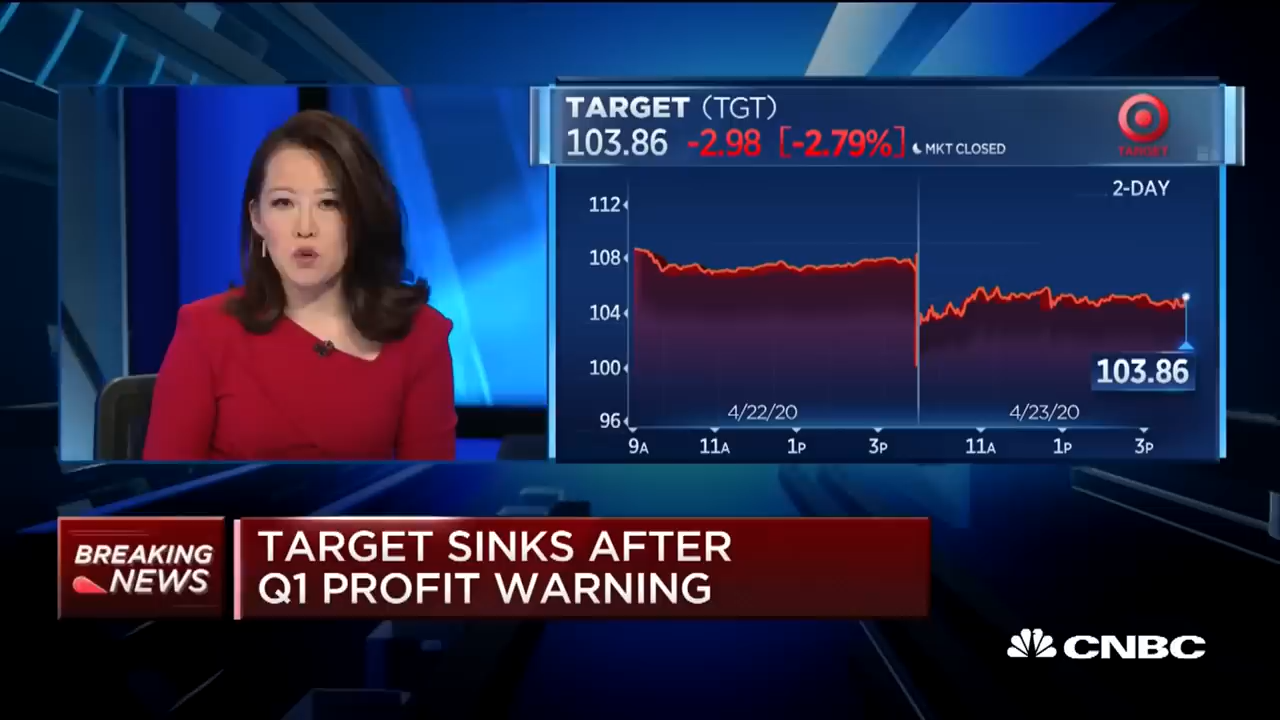 TARGET (TGT)
103.86 -2.98 [-2.79%] MKT CLOSED
TARGET
2-DAY
112
108
104
100
96
103.86
4/22/20 4/23/20
9A 11A 1P 3P 11A 1P 3P
BREAKING
NEWS
TARGET SINKS AFTER
Q1 PROFIT WARNING
CNBC